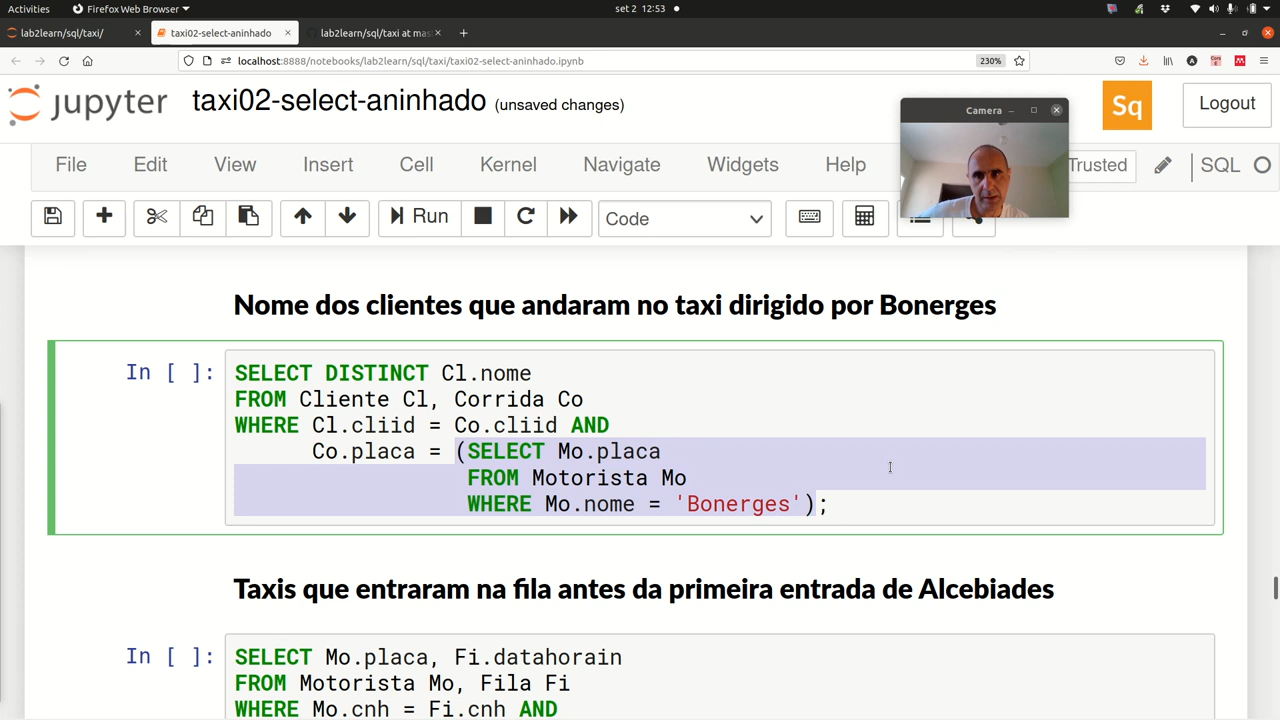 Activities
Firefox Web Browser
set 2 12:53
lab2learn/sql/taxi/
taxi02-select-aninhado
lab2learn/sql/taxi at mas
localhost:8888/notebooks/lab2learn/sql/taxi/taxi02-select-aninhado.ipynb
230%
jupyter
taxi02-select-aninhado (unsaved changes)
Camera
Sq
Logout
File Edit View Insert Cell Kernel Navigate Widgets Help
Trusted
SQL
Run
Code
Nome dos clientes que andaram no taxi dirigido por Bonerges
In [ ]:
SELECT DISTINCT Cl.nome
FROM Cliente Cl, Corrida Co
WHERE Cl.cliid = Co.cliid AND
Co.placa = (SELECT Mo.placa
FROM Motorista Mo
WHERE Mo.nome = 'Bonerges');
Taxis que entraram na fila antes da primeira entrada de Alcebiades
In [ ]:
SELECT Mo.placa, Fi.datahorain
FROM Motorista Mo, Fila Fi
WHERE Mo.cnh = Fi.cnh AND